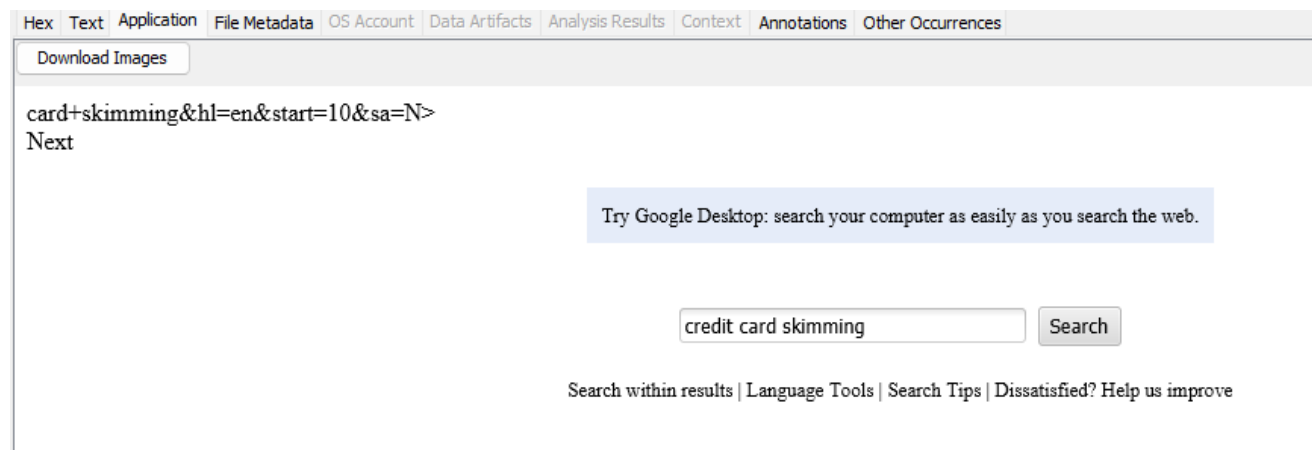 Hex Text Application File Metadata OS Account Data Artifacts Analysis Results Context Annotations Other Occurrences
Download Images
card+skimming&hl=en&start=10&sa=N>
Next
Try Google Desktop: search your computer as easily as you search the web.
credit card skimming Search
Search within results | Language Tools | Search Tips | Dissatisfied? Help us improve